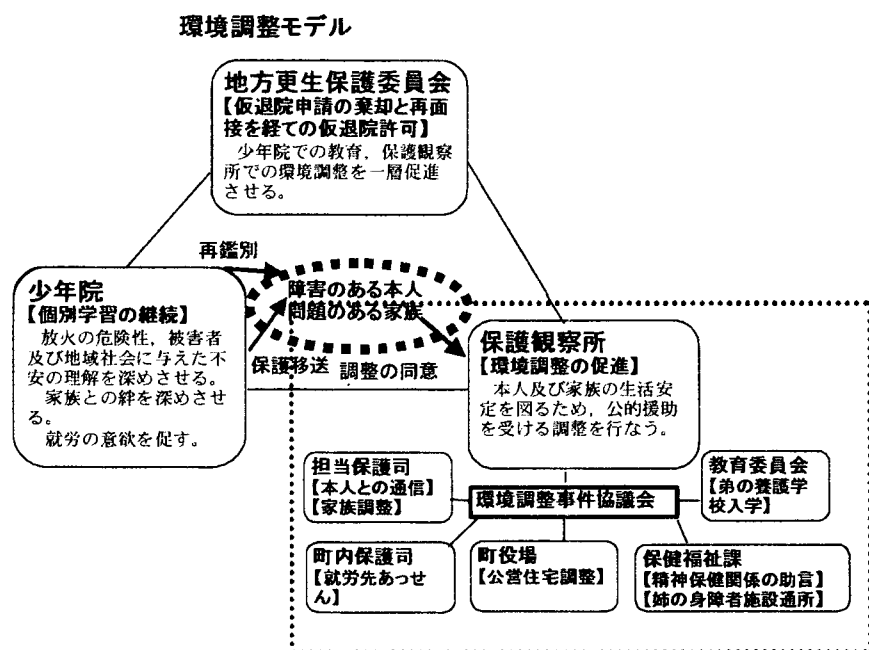 環境調整モデル
地方更生保護委員会
【仮退院申請の棄却と再面
接を経ての仮退院許可】
少年院での教育，保護観察
所での環境調整を一層促進
させる。
再鑑別
障害のある本人
問題のある家族
少年院
【個別学習の継続】
放火の危険性，被害者
及び地域社会に与えた不
安の理解を深めさせる。
家族との絆を深めさせ
る。
就労の意欲を促す。
保護移送
調整の同意
保護観察所
【環境調整の促進】
本人及び家族の生活安
定を図るため，公的援助
を受ける調整を行なう。
担当保護司
【本人との通信】
【家族調整】
環境調整事件協議会
教育委員会
【弟の養護学
校入学】
町内保護司
【就労先あっせ
ん】
町役場
【公営住宅調整】
保健福祉課
【精神保健関係の助言】
【姉の身障者施設通所】